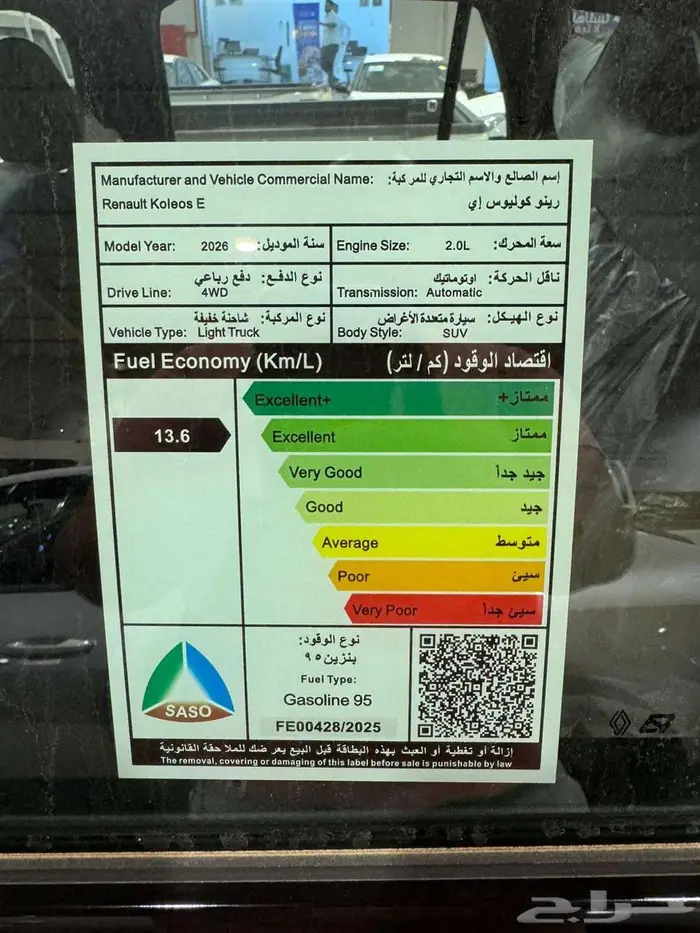 Manufacturer and Vehicle Commercial Name: إسم الصانع والاسم التجاري للمركبة:
Renault Koleos E رينو كوليوس إي
Model Year: 2026 سنة الموديل:
Engine Size: 2.0L سعة المحرك:
نوع الدفع: دفع رباعي
Drive Line: 4WD
ناقل الحركة: اوتوماتيك
Transmission: Automatic
نوع المركبة: شاحنة خفيفة
Vehicle Type: Light Truck
نوع الهيكل: سيارة متعددة الأغراض
Body Style: SUV
Fuel Economy (Km/L) اقتصاد الوقود (كم / لتر)
13.6
Excellent+ ممتاز+
Excellent ممتاز
Very Good جيد جداً
Good جيد
Average متوسط
Poor سيئ
Very Poor سيئ جداً
SASO
نوع الوقود:
بنزين ٩٥
Fuel Type:
Gasoline 95
FE00428/2025
إزالة أو تغطية أو العبث بهذه البطاقة قبل البيع يعرضك للملاحقة القانونية
The removal, covering or damaging of this label before sale is punishable by law
حراج